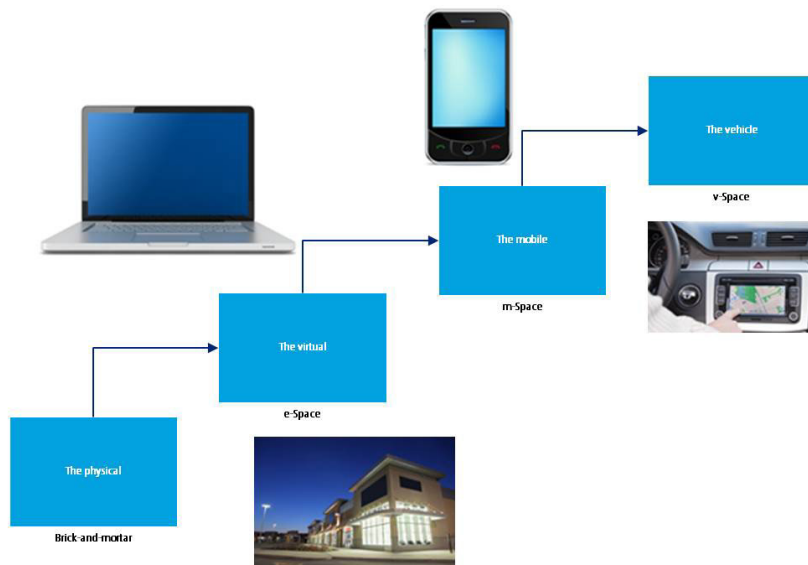 The vehicle
v-Space
The mobile
m-Space
The virtual
e-Space
The physical
Brick-and-mortar